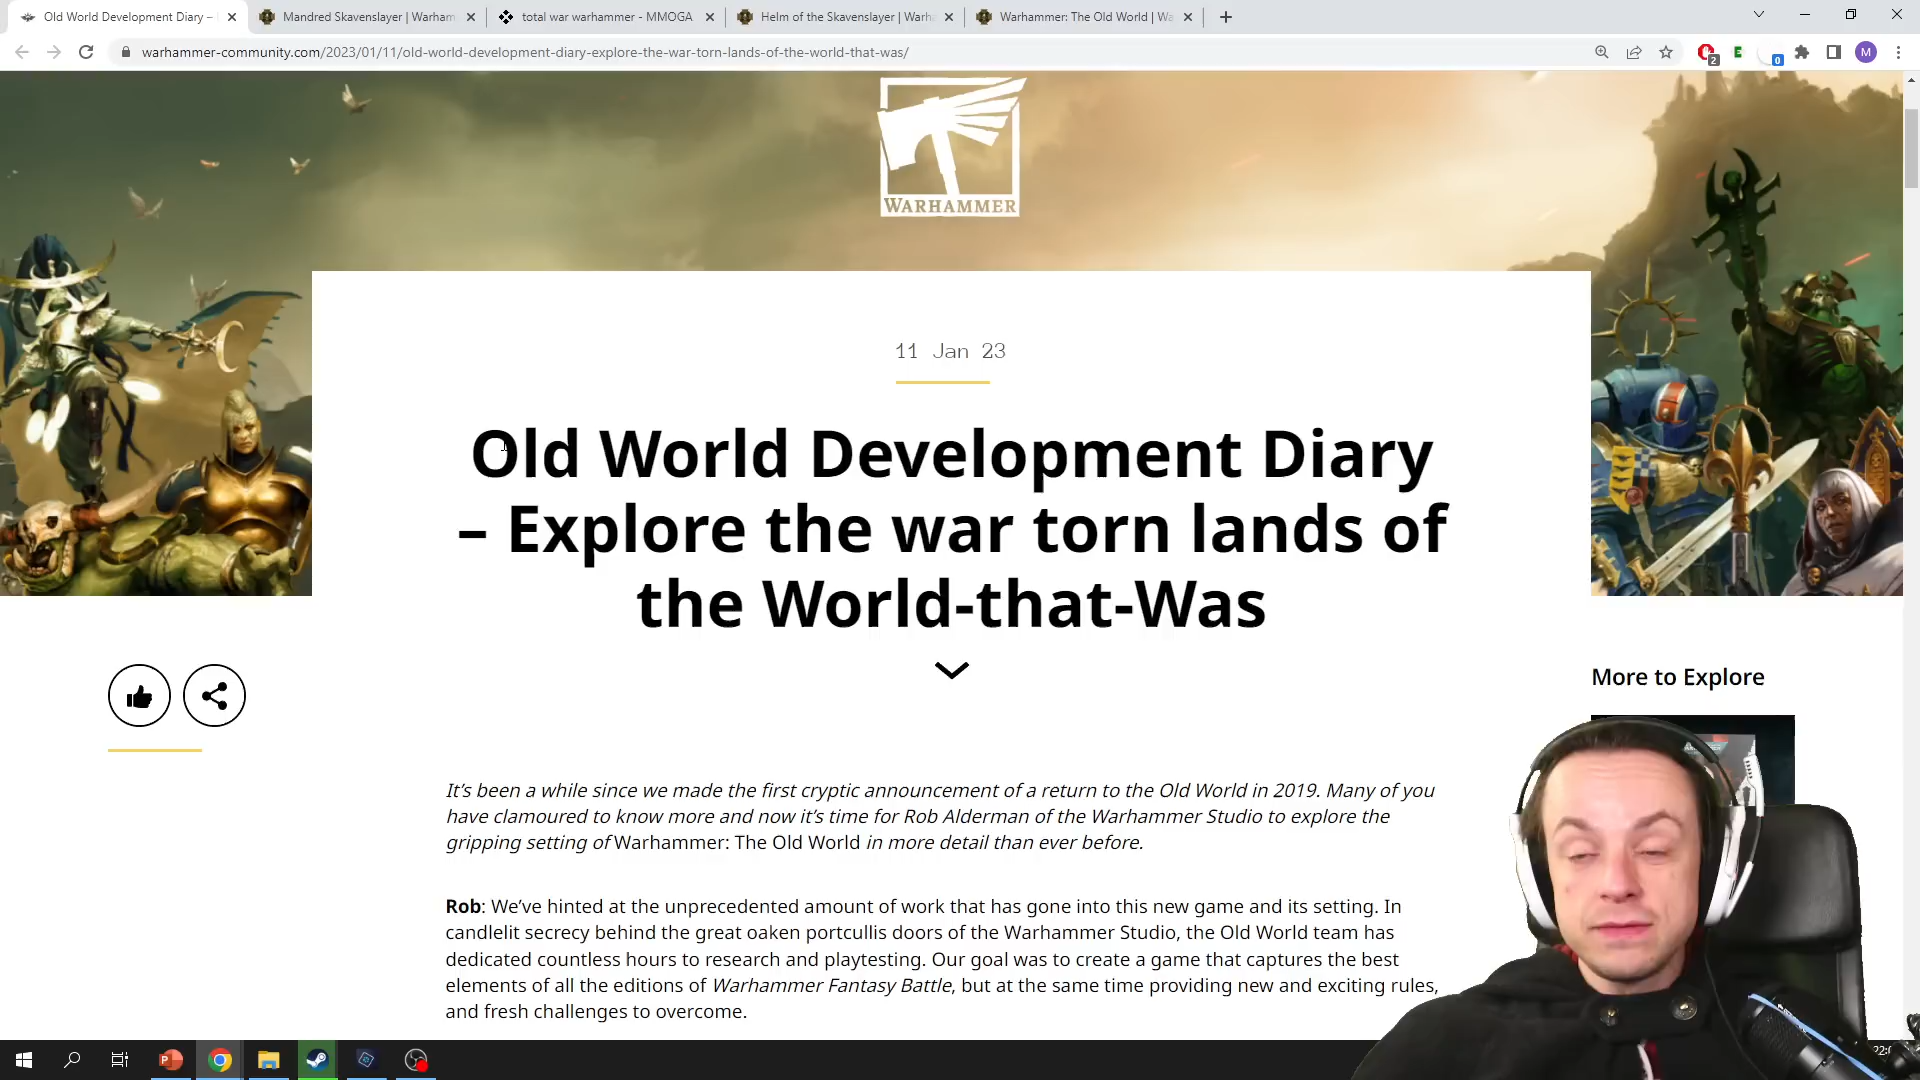 Old World Development Diary –
Mandred Skavenslayer | Warham
total war warhammer - MMOGA
Helm of the Skavenslayer | Warha
Warhammer: The Old World | Wa
warhammer-community.com/2023/01/11/old-world-development-diary-explore-the-war-torn-lands-of-the-world-that-was/
2
0
M
WARHAMMER
11 Jan 23
Old World Development Diary
– Explore the war torn lands of
the World-that-Was
More to Explore
It's been a while since we made the first cryptic announcement of a return to the Old World in 2019. Many of you
have clamoured to know more and now it's time for Rob Alderman of the Warhammer Studio to explore the
gripping setting of Warhammer: The Old World in more detail than ever before.
Rob: We've hinted at the unprecedented amount of work that has gone into this new game and its setting. In
candlelit secrecy behind the great oaken portcullis doors of the Warhammer Studio, the Old World team has
dedicated countless hours to research and playtesting. Our goal was to create a game that captures the best
elements of all the editions of Warhammer Fantasy Battle, but at the same time providing new and exciting rules,
and fresh challenges to overcome.